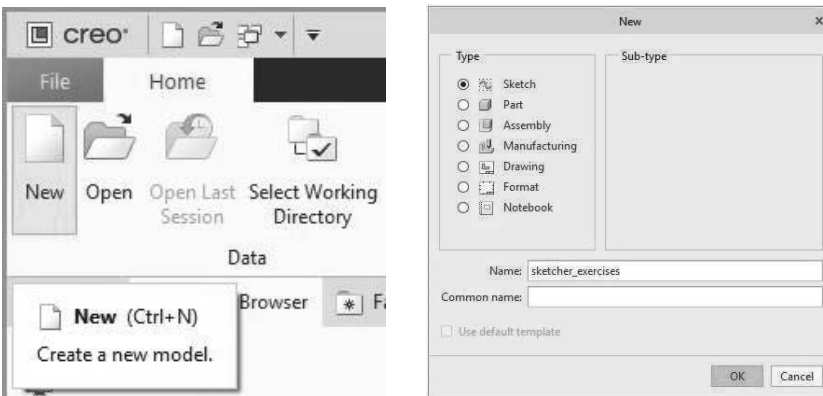 creo
File
Home
New
Open
Open Last Session
Select Working Directory
Data
Browser
New (Ctrl+N)
Create a new model.
New
x
Type
Sub-type
Sketch
Part
Assembly
Manufacturing
Drawing
Format
Notebook
Name: sketcher_exercises
Common name:
Use default template
OK
Cancel